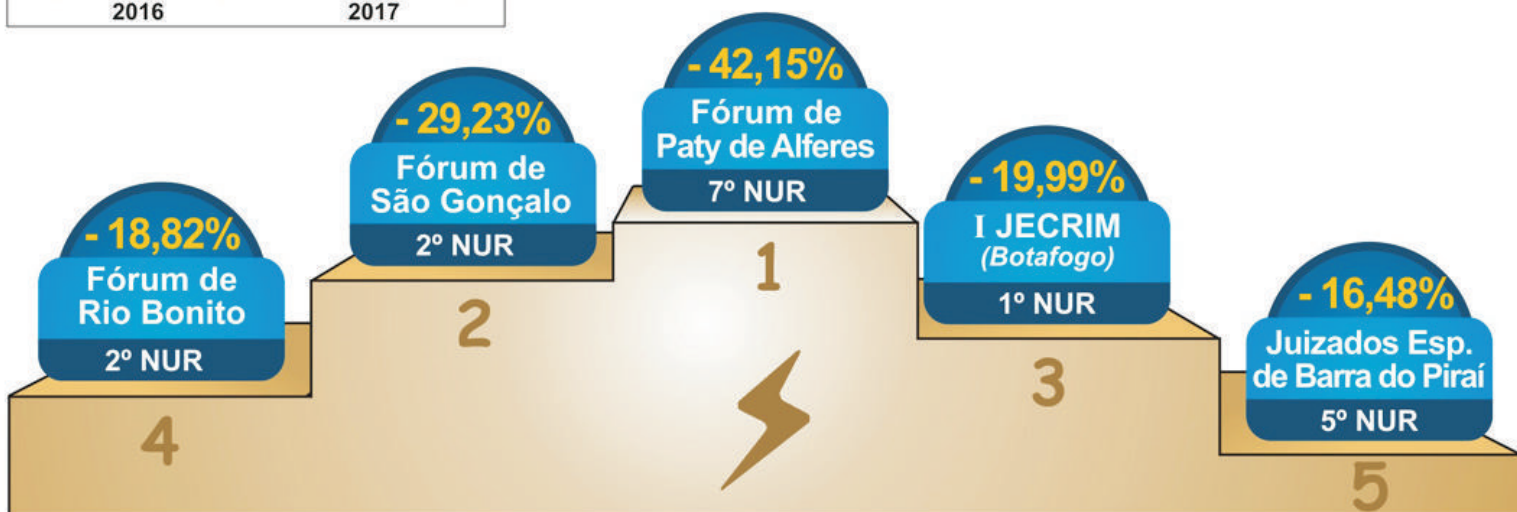 2016
2017
- 42,15%
Fórum de
Paty de Alferes
7º NUR
1
- 29,23%
Fórum de
São Gonçalo
2º NUR
2
- 19,99%
I JECRIM
(Botafogo)
1º NUR
3
- 18,82%
Fórum de
Rio Bonito
2º NUR
4
- 16,48%
Juizados Esp.
de Barra do Piraí
5º NUR
5